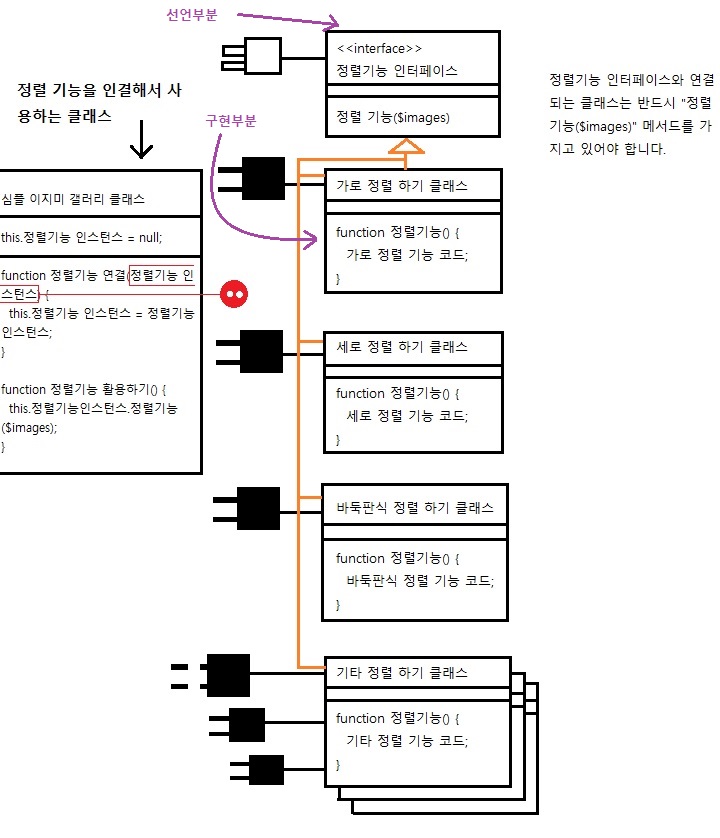 선언부분
<<interface>>
정렬기능 인터페이스
정렬 기능($images)
정렬기능 인터페이스와 연결
되는 클래스는 반드시 "정렬
기능($images)" 메서드를 가
지고 있어야 합니다.
정렬 기능을 인결해서 사
용하는 클래스
구현부분
심플 이지미 갤러리 클래스
this.정렬기능 인스턴스 = null;
function 정렬기능 연결(정렬기능 인
스턴스) {
this.정렬기능 인스턴스 = 정렬기능
인스턴스;
}
function 정렬기능 활용하기() {
this.정렬기능인스턴스.정렬기능
($images);
}
가로 정렬 하기 클래스
function 정렬기능() {
가로 정렬 기능 코드;
}
세로 정렬 하기 클래스
function 정렬기능() {
세로 정렬 기능 코드;
}
바둑판식 정렬 하기 클래스
function 정렬기능() {
바둑판식 정렬 기능 코드;
}
기타 정렬 하기 클래스
function 정렬기능() {
기타 정렬 기능 코드;
}